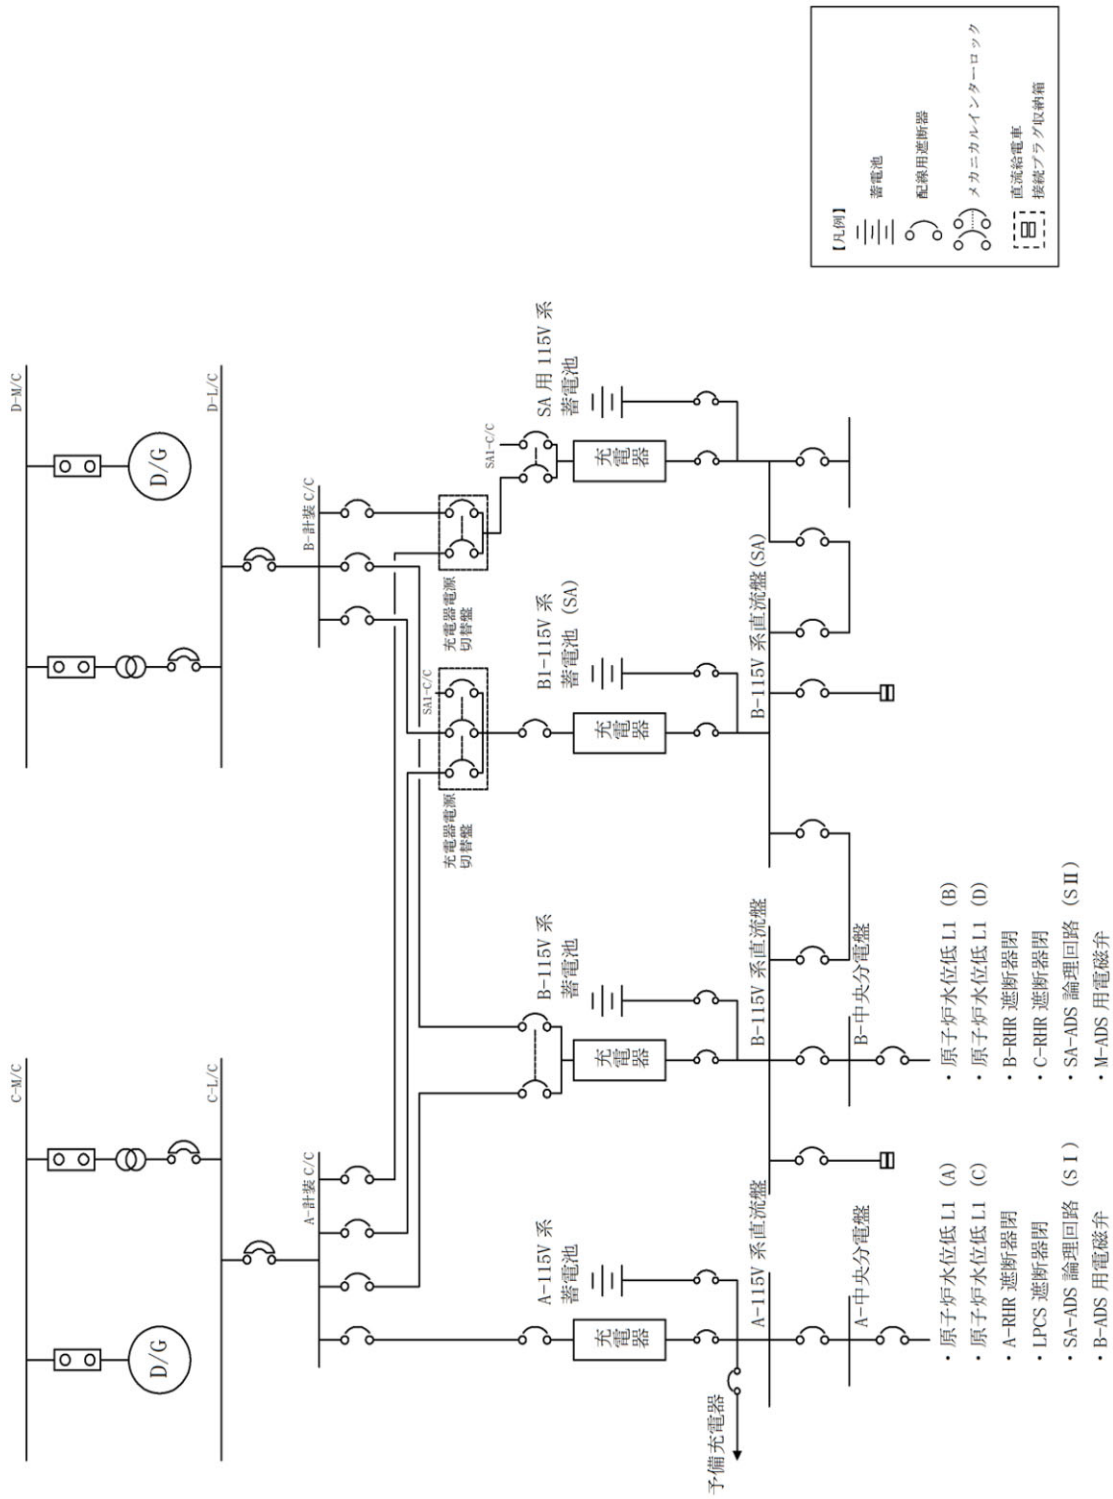 C-M/C
D-M/C
D/G
D/G
C-L/C
D-L/C
A-計装 C/C
B-計装 C/C
充電器電源
切替盤
SA1-C/C
充電器電源
切替盤
SA1-C/C
A-115V 系
蓄電池
B-115V 系
蓄電池
B1-115V 系
蓄電池 (SA)
SA 用 115V 系
蓄電池
充電器
充電器
充電器
充電器
予備充電器
A-115V 系直流盤
B-115V 系直流盤
B-115V 系直流盤(SA)
A-中央分電盤
B-中央分電盤
・原子炉水位低 L1 (A)
・原子炉水位低 L1 (C)
・A-RHR 遮断器閉
・LPCS 遮断器閉
・SA-ADS 論理回路 (SⅠ)
・B-ADS 用電磁弁
・原子炉水位低 L1 (B)
・原子炉水位低 L1 (D)
・B-RHR 遮断器閉
・C-RHR 遮断器閉
・SA-ADS 論理回路 (SⅡ)
・M-ADS 用電磁弁
【凡例】
蓄電池
配線用遮断器
メカニカルインターロック
直流給電車
接続プラグ収納箱